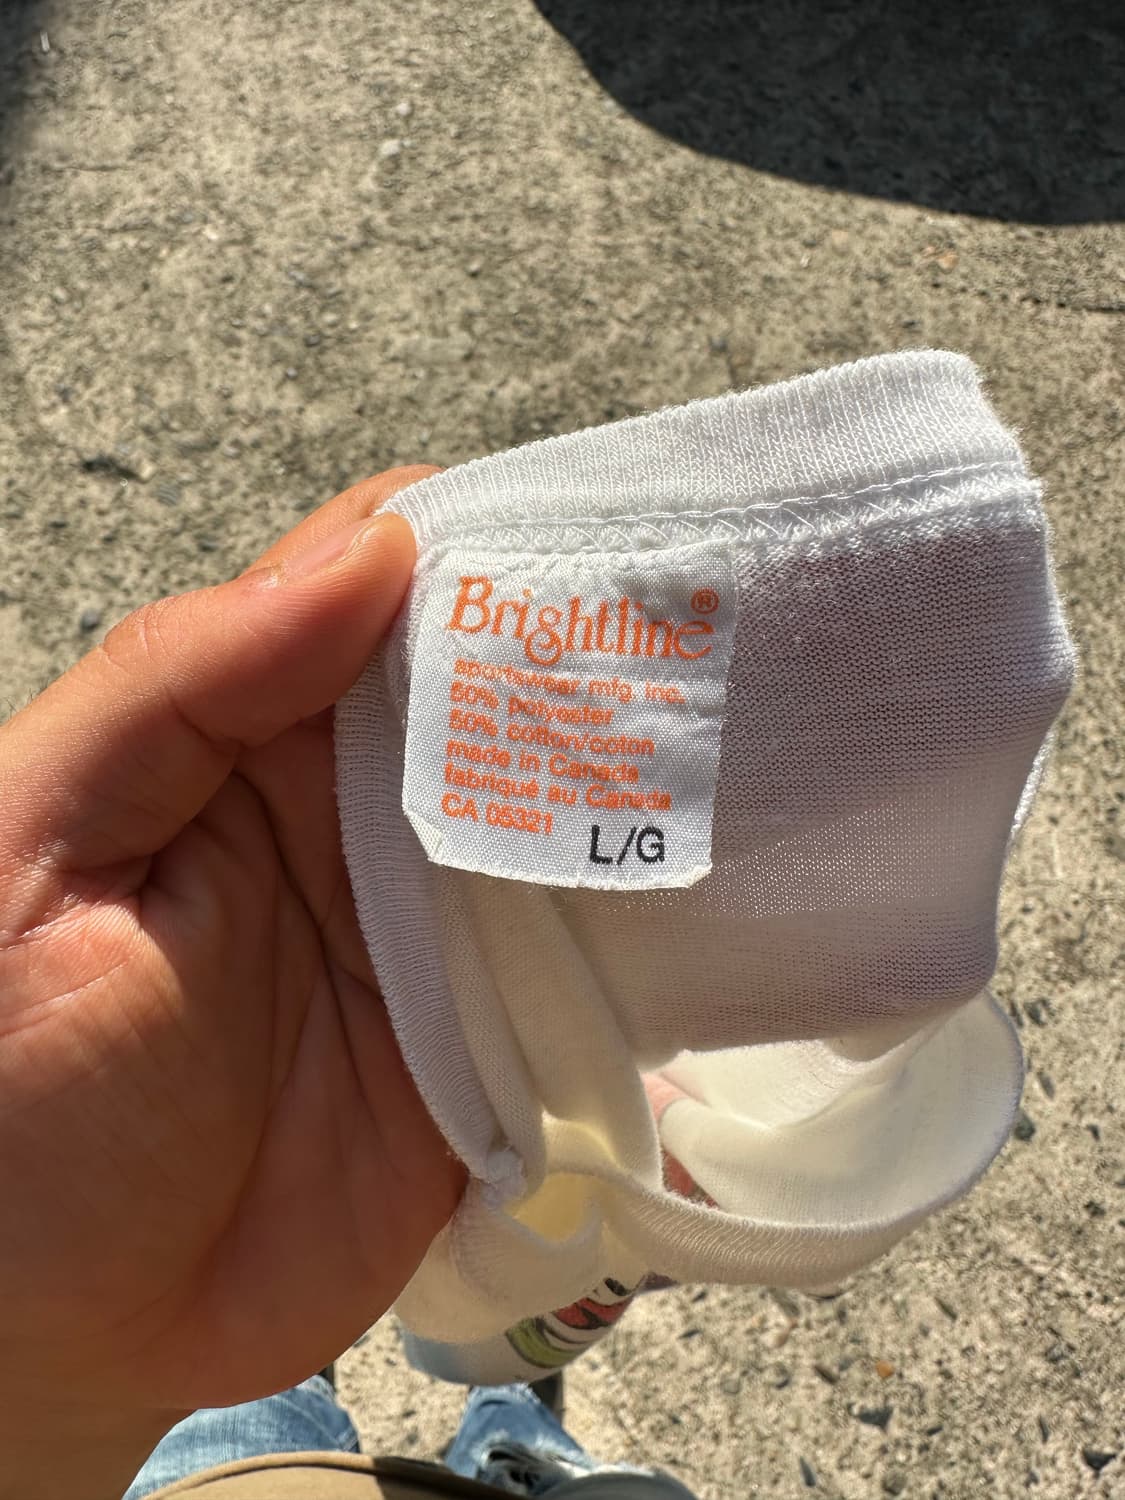 Brightline®
sportswear mfg. inc.
50% polyester
50% cotton/coton
made in Canada
fabriqué au Canada
CA 05321
L/G